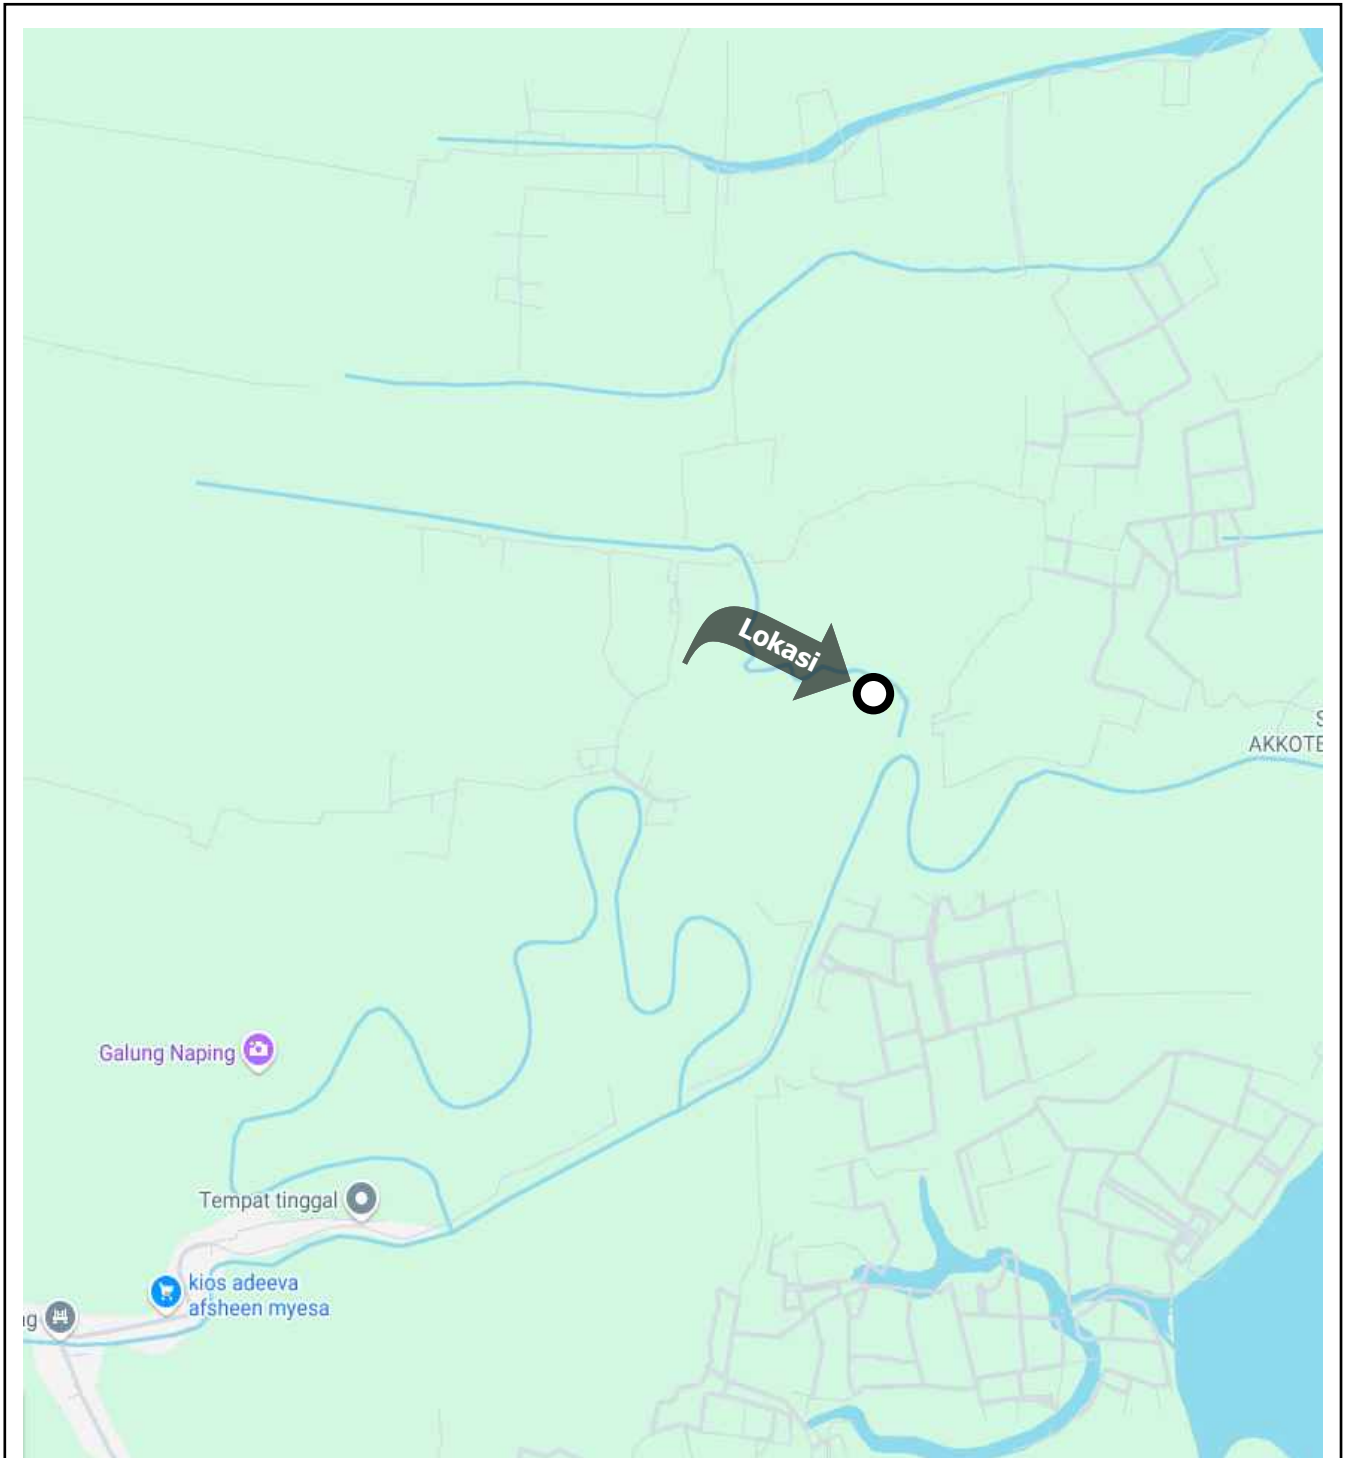 Lokasi
AKKOTE
Galung Naping
Tempat tinggal
kios adeeva
afsheen myesa